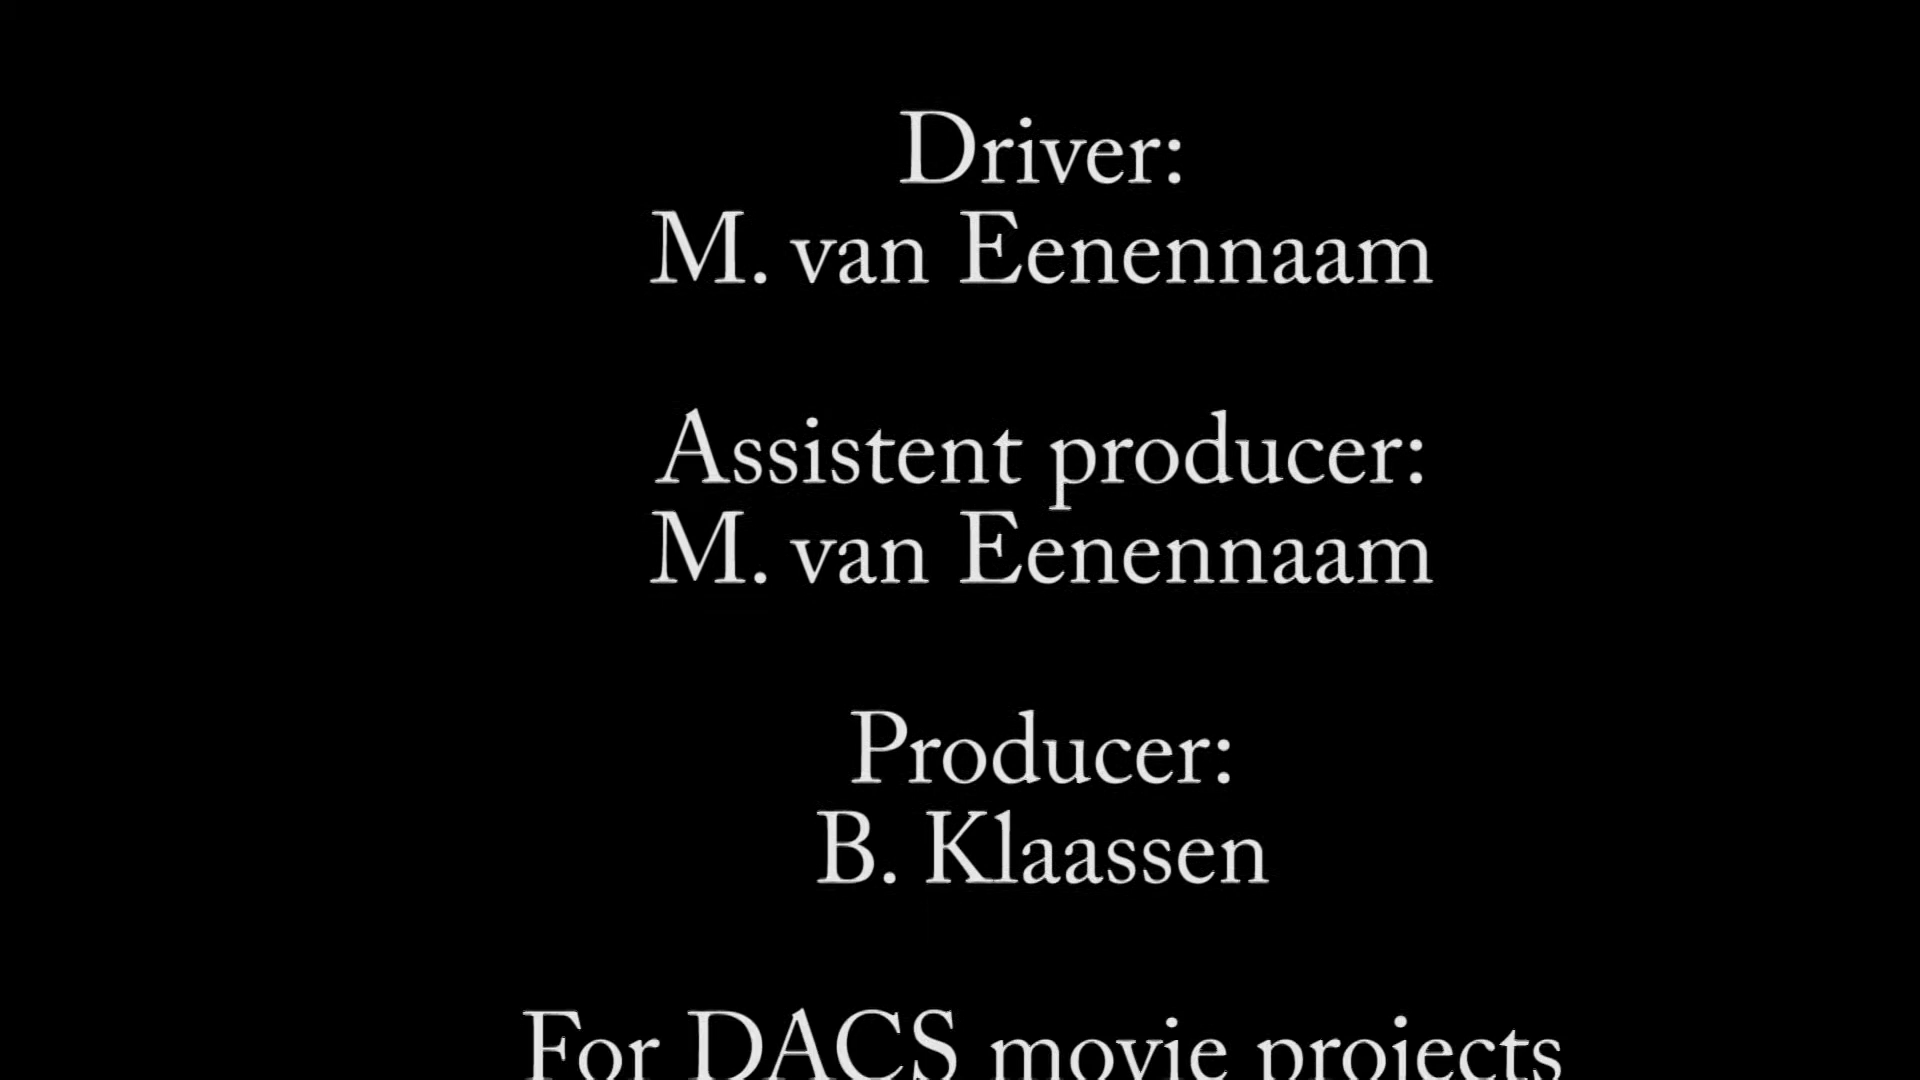 Driver:
M. van Eenennaam
Assistent producer:
M. van Eenennaam
Producer:
B. Klaassen
For DACS movie projects